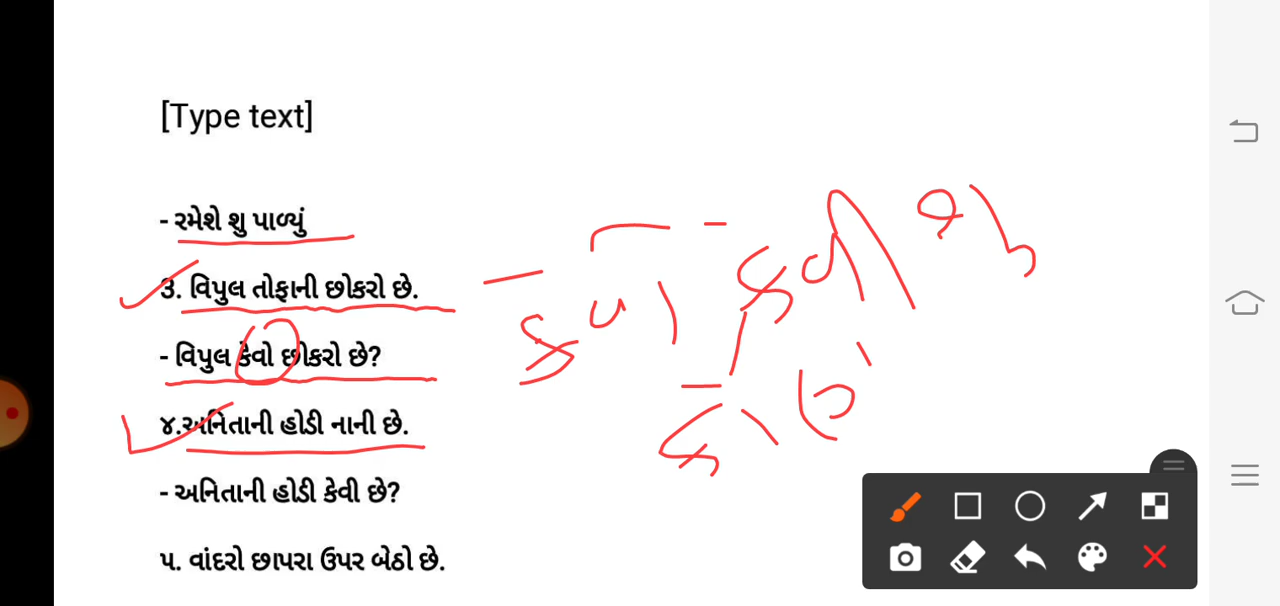 [Type text]
- રમેશે શુ પાળ્યું
૩. વિપુલ તોફાની છોકરો છે.
- વિપુલ કેવો છોકરો છે?
૪.અનિતાની હોડી નાની છે.
- અનિતાની હોડી કેવી છે?
૫. વાંદરો છાપરા ઉપર બેઠો છે.